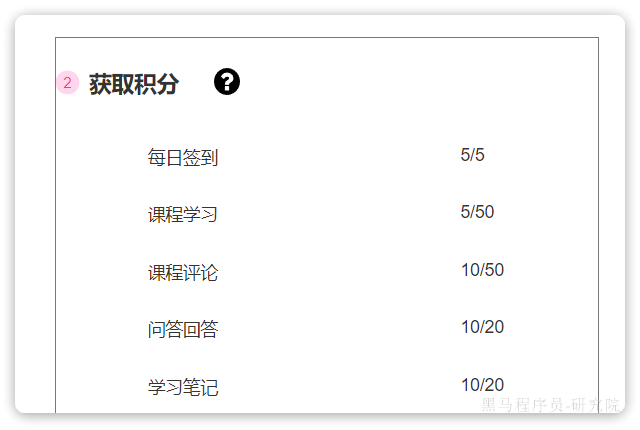 2 获取积分 ?
每日签到 5/5
课程学习 5/50
课程评论 10/50
问答回答 10/20
学习笔记 10/20
黑马程序员-研究院